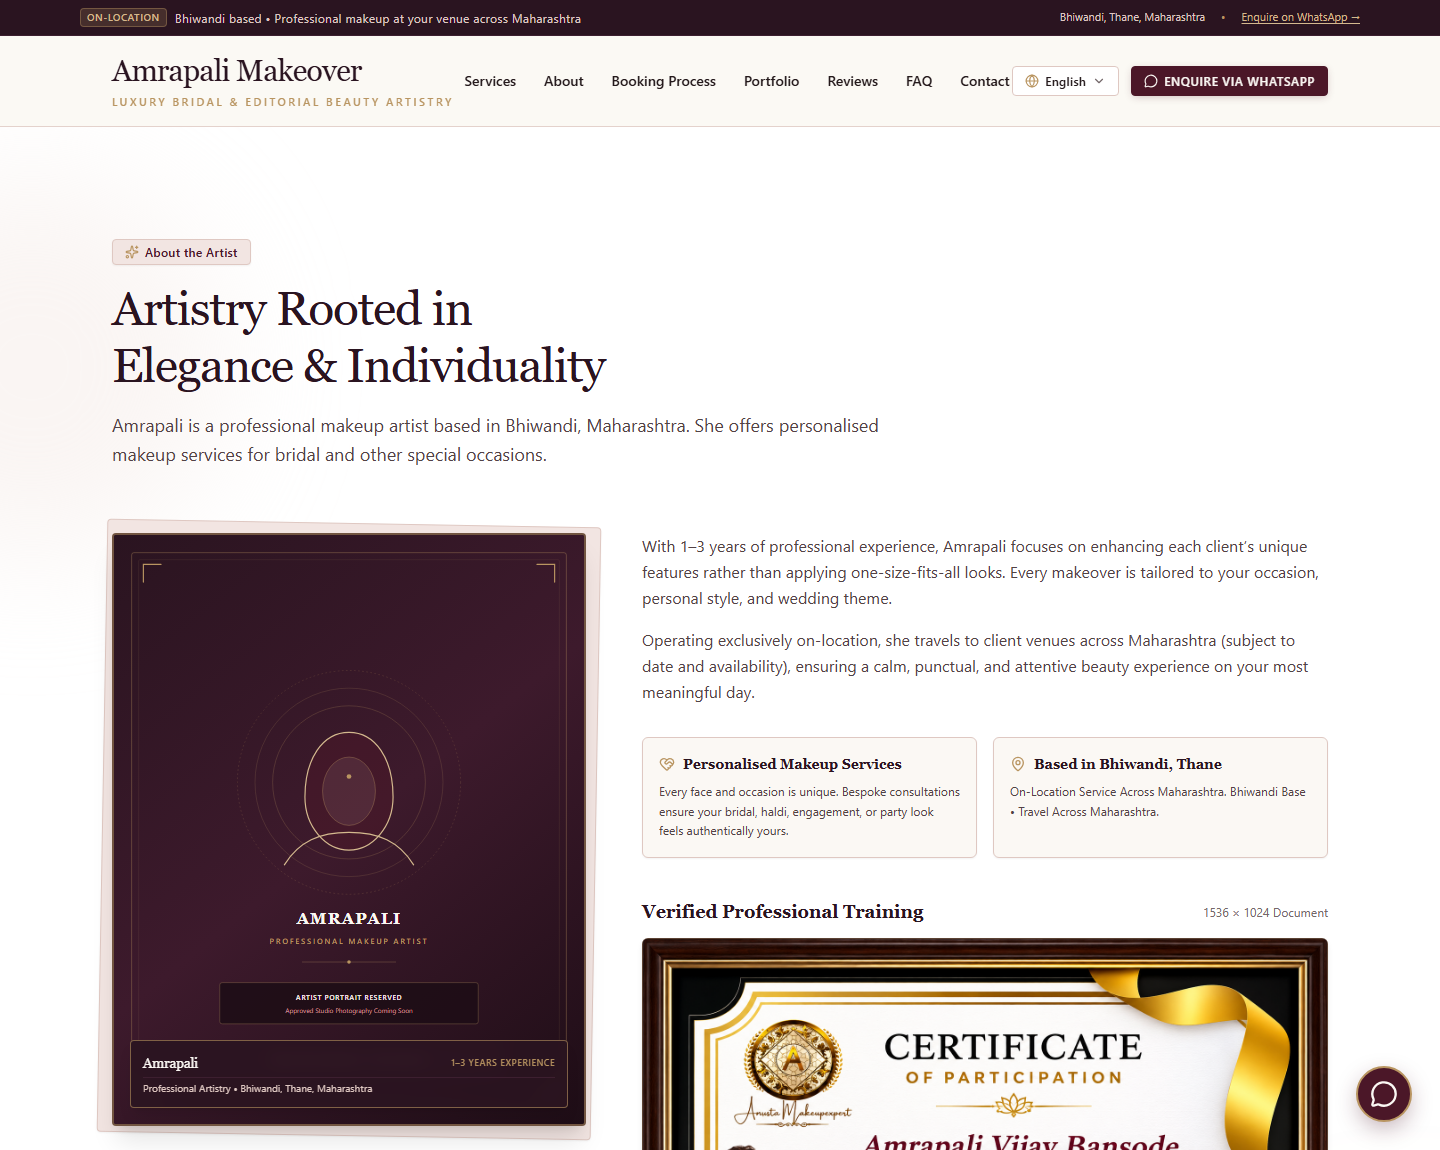 ON-LOCATION Bhiwandi based • Professional makeup at your venue across Maharashtra
Bhiwandi, Thane, Maharashtra • Enquire on WhatsApp →
Amrapali Makeover
LUXURY BRIDAL & EDITORIAL BEAUTY ARTISTRY
Services About Booking Process Portfolio Reviews FAQ Contact
English
ENQUIRE VIA WHATSAPP
About the Artist
Artistry Rooted in
Elegance & Individuality
Amrapali is a professional makeup artist based in Bhiwandi, Maharashtra. She offers personalised
makeup services for bridal and other special occasions.
AMRAPALI
PROFESSIONAL MAKEUP ARTIST
ARTIST PORTRAIT RESERVED
Approved Studio Photography Coming Soon
Amrapali
1–3 YEARS EXPERIENCE
Professional Artistry • Bhiwandi, Thane, Maharashtra
With 1–3 years of professional experience, Amrapali focuses on enhancing each client’s unique
features rather than applying one-size-fits-all looks. Every makeover is tailored to your occasion,
personal style, and wedding theme.
Operating exclusively on-location, she travels to client venues across Maharashtra (subject to
date and availability), ensuring a calm, punctual, and attentive beauty experience on your most
meaningful day.
Personalised Makeup Services
Every face and occasion is unique. Bespoke consultations
ensure your bridal, haldi, engagement, or party look
feels authentically yours.
Based in Bhiwandi, Thane
On-Location Service Across Maharashtra. Bhiwandi Base
• Travel Across Maharashtra.
Verified Professional Training
1536 × 1024 Document
A
Anusta Makeupexpert
CERTIFICATE
OF PARTICIPATION
Amrapali Vijay Bansode